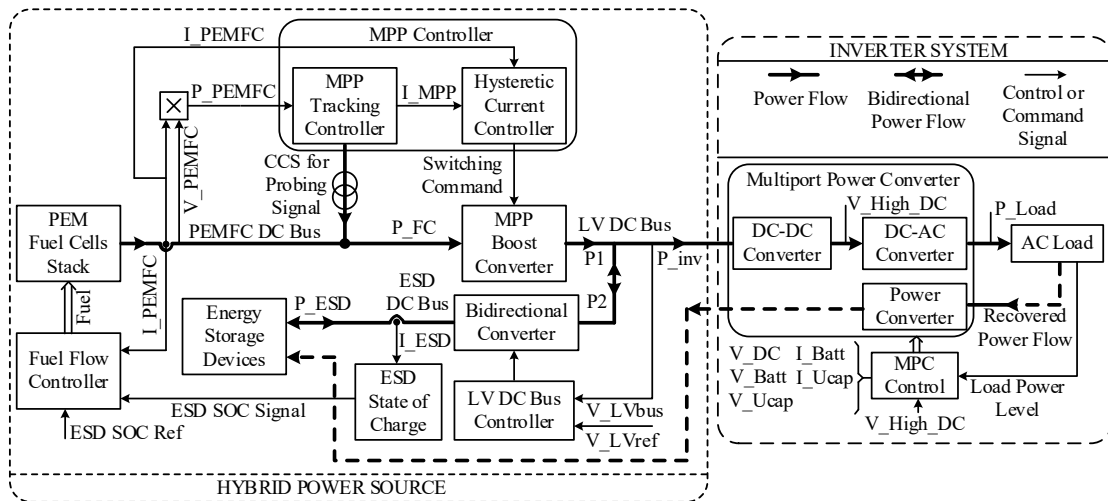 I_PEMFC
MPP Controller
P_PEMFC
MPP
Tracking
Controller
I_MPP
Hysteretic
Current
Controller
×
V_PEMFC
CCS for
Probing
Signal
Switching
Command
PEM
Fuel Cells
Stack
PEMFC DC Bus
P_FC
MPP
Boost
Converter
LV DC Bus
P1
P_inv
P2
Fuel
I_PEMFC
P_ESD
ESD
DC Bus
Energy
Storage
Devices
Bidirectional
Converter
I_ESD
Fuel Flow
Controller
ESD SOC Signal
ESD
State of
Charge
LV DC Bus
Controller
V_LVbus
V_LVref
ESD SOC Ref
HYBRID POWER SOURCE
INVERTER SYSTEM
Power Flow
Bidirectional
Power Flow
Control or
Command
Signal
Multiport Power Converter
V_High_DC
P_Load
DC-DC
Converter
DC-AC
Converter
AC Load
Power
Converter
Recovered
Power Flow
V_DC I_Batt
V_Batt I_Ucap
V_Ucap
MPC
Control
Load Power
Level
V_High_DC